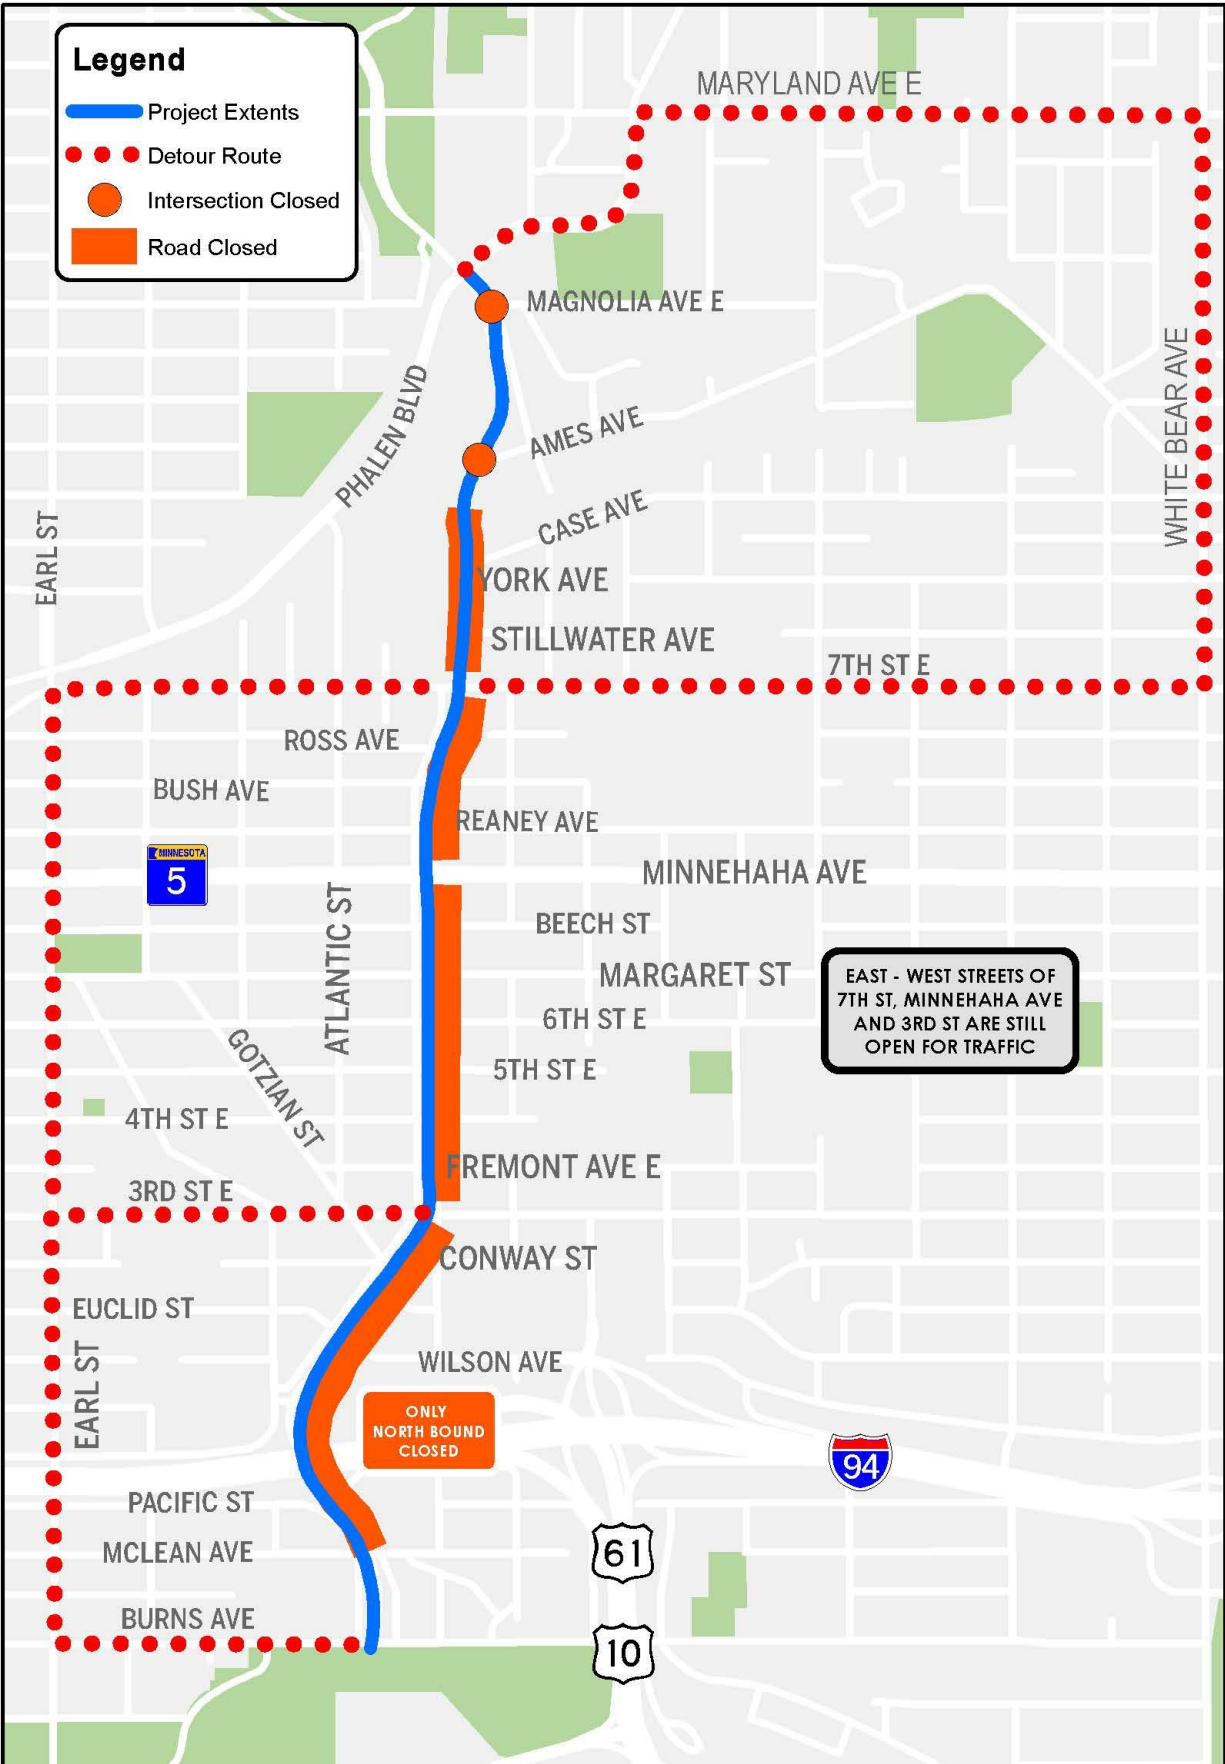 Legend
Project Extents
Detour Route
Intersection Closed
Road Closed
MARYLAND AVE E
MAGNOLIA AVE E
PHALEN BLVD
AMES AVE
WHITE BEAR AVE
CASE AVE
EARL ST
YORK AVE
STILLWATER AVE
7TH ST E
ROSS AVE
BUSH AVE
REANEY AVE
MINNESOTA
5
MINNEHAHA AVE
ATLANTIC ST
BEECH ST
MARGARET ST
EAST - WEST STREETS OF
7TH ST, MINNEHAHA AVE
AND 3RD ST ARE STILL
OPEN FOR TRAFFIC
6TH ST E
GOTZIAN ST
5TH ST E
4TH ST E
FREMONT AVE E
3RD ST E
CONWAY ST
EUCLID ST
EARL ST
WILSON AVE
ONLY
NORTH BOUND
CLOSED
94
PACIFIC ST
MCLEAN AVE
61
BURNS AVE
10